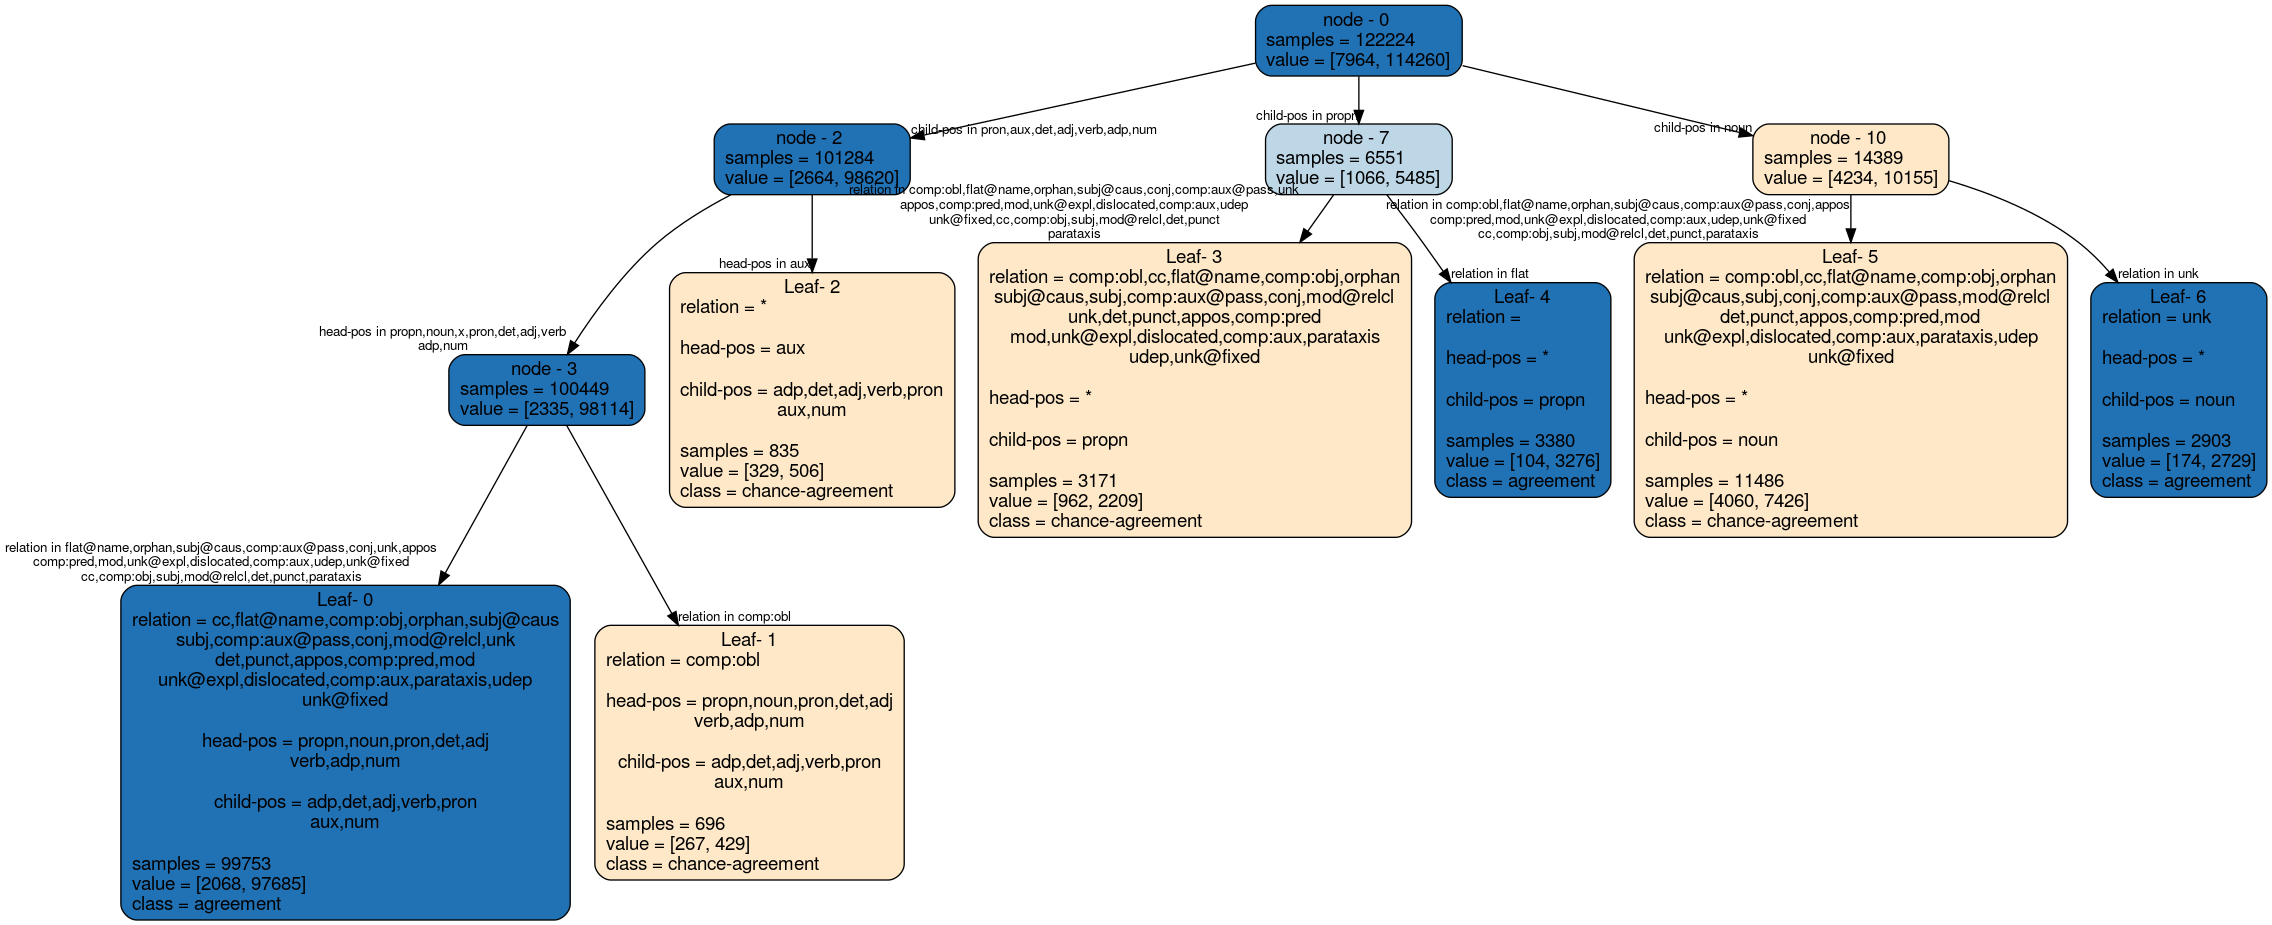 node - 0
samples = 122224
value = [7964, 114260]
child-pos in pron,aux,det,adj,verb,adp,num
child-pos in propn
child-pos in noun
node - 2
samples = 101284
value = [2664, 98620]
node - 7
samples = 6551
value = [1066, 5485]
node - 10
samples = 14389
value = [4234, 10155]
head-pos in propn,noun,x,pron,det,adj,verb
adp,num
head-pos in aux
relation in comp:obl,flat@name,orphan,subj@caus,conj,comp:aux@pass,unk
appos,comp:pred,mod,unk@expl,dislocated,comp:aux,udep
unk@fixed,cc,comp:obj,subj,mod@relcl,det,punct
parataxis
relation in flat
relation in comp:obl,flat@name,orphan,subj@caus,comp:aux@pass,conj,appos
comp:pred,mod,unk@expl,dislocated,comp:aux,udep,unk@fixed
cc,comp:obj,subj,mod@relcl,det,punct,parataxis
relation in unk
node - 3
samples = 100449
value = [2335, 98114]
Leaf- 2
relation = *
head-pos = aux
child-pos = adp,det,adj,verb,pron
aux,num
samples = 835
value = [329, 506]
class = chance-agreement
Leaf- 3
relation = comp:obl,cc,flat@name,comp:obj,orphan
subj@caus,subj,comp:aux@pass,conj,mod@relcl
unk,det,punct,appos,comp:pred
mod,unk@expl,dislocated,comp:aux,parataxis
udep,unk@fixed
head-pos = *
child-pos = propn
samples = 3171
value = [962, 2209]
class = chance-agreement
Leaf- 4
relation =
head-pos = *
child-pos = propn
samples = 3380
value = [104, 3276]
class = agreement
Leaf- 5
relation = comp:obl,cc,flat@name,comp:obj,orphan
subj@caus,subj,conj,comp:aux@pass,mod@relcl
det,punct,appos,comp:pred,mod
unk@expl,dislocated,comp:aux,parataxis,udep
unk@fixed
head-pos = *
child-pos = noun
samples = 11486
value = [4060, 7426]
class = chance-agreement
Leaf- 6
relation = unk
head-pos = *
child-pos = noun
samples = 2903
value = [174, 2729]
class = agreement
relation in flat@name,orphan,subj@caus,comp:aux@pass,conj,unk,appos
comp:pred,mod,unk@expl,dislocated,comp:aux,udep,unk@fixed
cc,comp:obj,subj,mod@relcl,det,punct,parataxis
relation in comp:obl
Leaf- 0
relation = cc,flat@name,comp:obj,orphan,subj@caus
subj,comp:aux@pass,conj,mod@relcl,unk
det,punct,appos,comp:pred,mod
unk@expl,dislocated,comp:aux,parataxis,udep
unk@fixed
head-pos = propn,noun,pron,det,adj
verb,adp,num
child-pos = adp,det,adj,verb,pron
aux,num
samples = 99753
value = [2068, 97685]
class = agreement
Leaf- 1
relation = comp:obl
head-pos = propn,noun,pron,det,adj
verb,adp,num
child-pos = adp,det,adj,verb,pron
aux,num
samples = 696
value = [267, 429]
class = chance-agreement